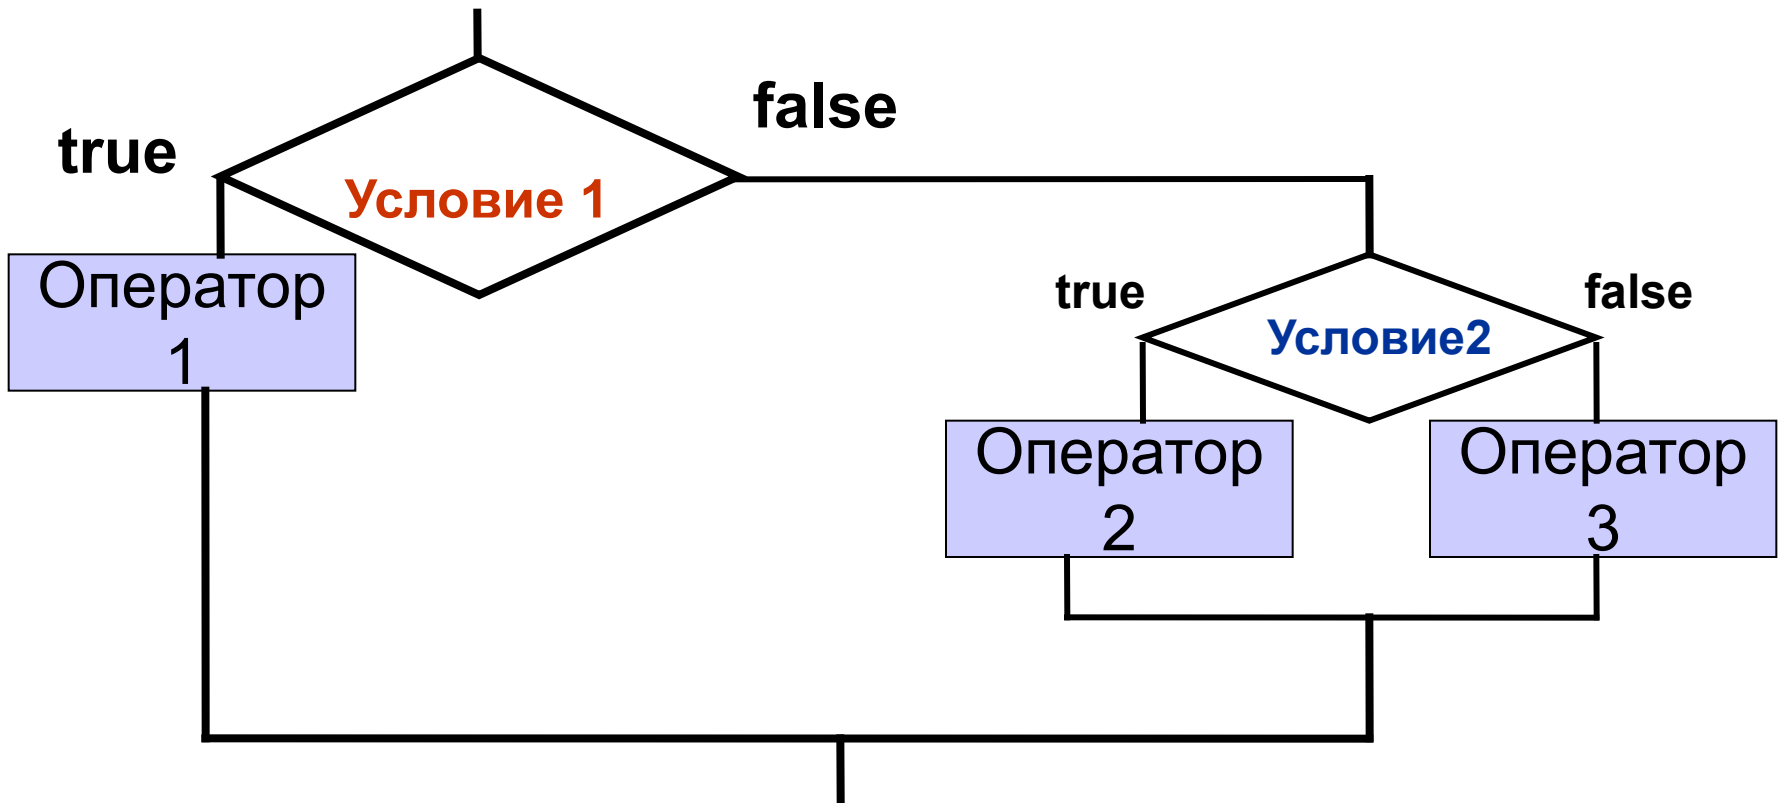 false
true
Условие 1
Оператор
1
true
false
Условие2
Оператор
2
Оператор
3